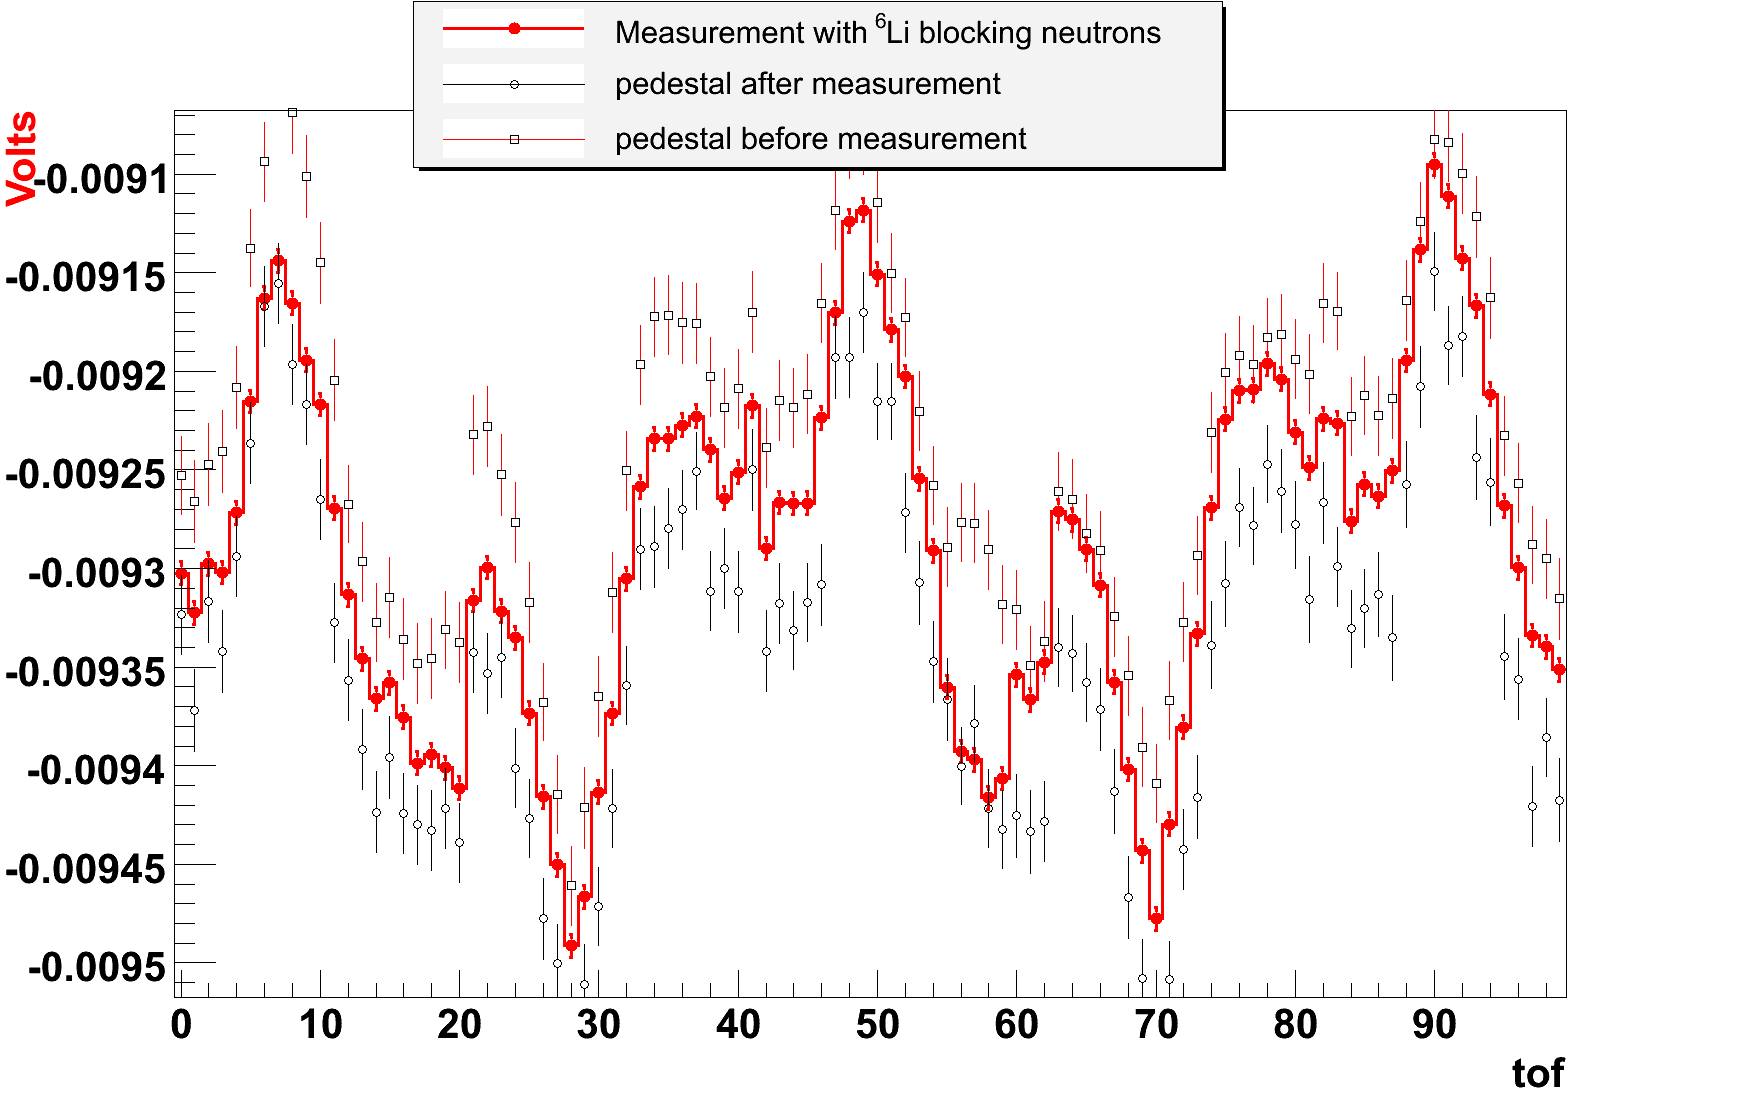 Measurement with ⁶Li blocking neutrons
pedestal after measurement
pedestal before measurement
Volts
-0.0091
-0.00915
-0.0092
-0.00925
-0.0093
-0.00935
-0.0094
-0.00945
-0.0095
0 10 20 30 40 50 60 70 80 90
tof